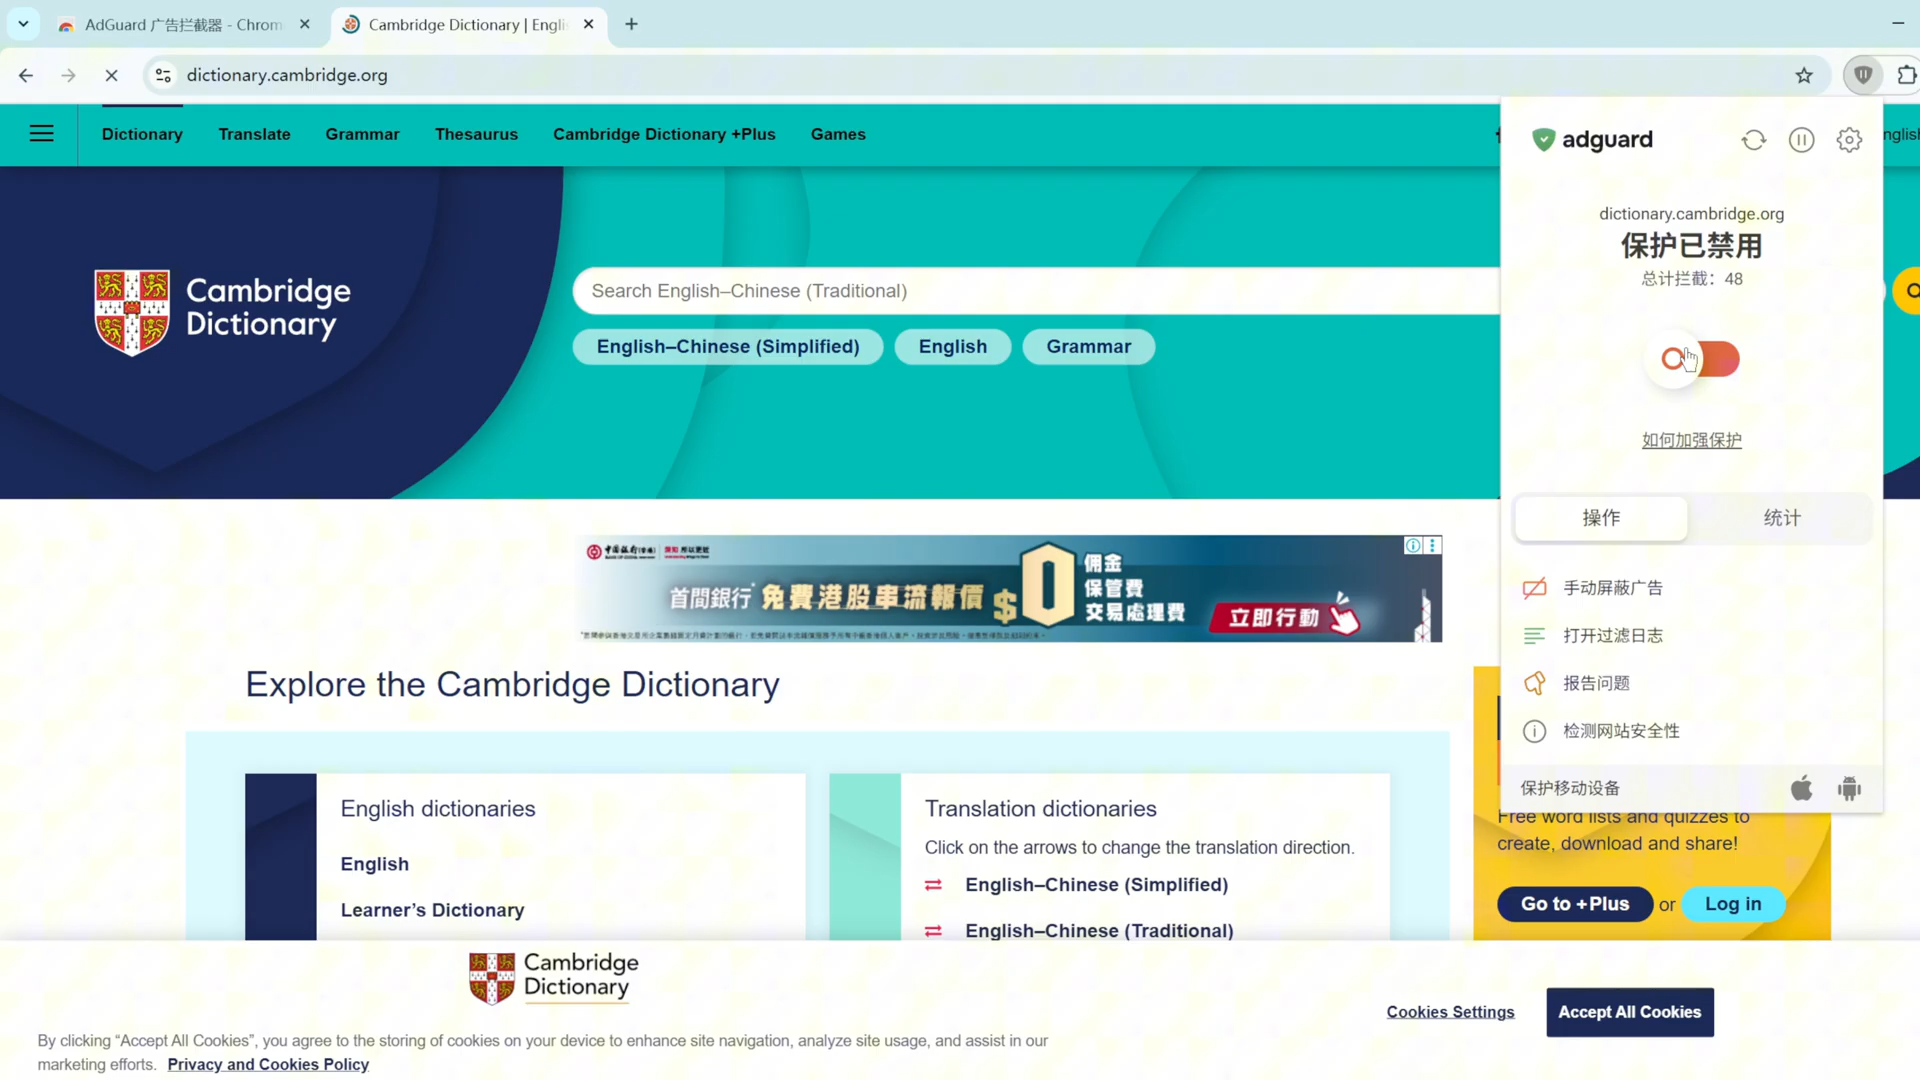 AdGuard 广告拦截器 - Chrom
Cambridge Dictionary | Engli
dictionary.cambridge.org
Dictionary
Translate
Grammar
Thesaurus
Cambridge Dictionary +Plus
Games
nglish
adguard
dictionary.cambridge.org
保护已禁用
总计拦截：48
Cambridge
Dictionary
Search English–Chinese (Traditional)
English–Chinese (Simplified)
English
Grammar
如何加强保护
操作
统计
手动屏蔽广告
打开过滤日志
报告问题
检测网站安全性
保护移动设备
中国银行(香港)
首間銀行* 免費港股串流報價 $0
佣金
保管費
交易處理費
立即行動
Explore the Cambridge Dictionary
English dictionaries
English
Learner’s Dictionary
Translation dictionaries
Click on the arrows to change the translation direction.
English–Chinese (Simplified)
English–Chinese (Traditional)
Free word lists and quizzes to
create, download and share!
Go to +Plus or Log in
Cambridge
Dictionary
By clicking “Accept All Cookies”, you agree to the storing of cookies on your device to enhance site navigation, analyze site usage, and assist in our
marketing efforts. Privacy and Cookies Policy
Cookies Settings
Accept All Cookies